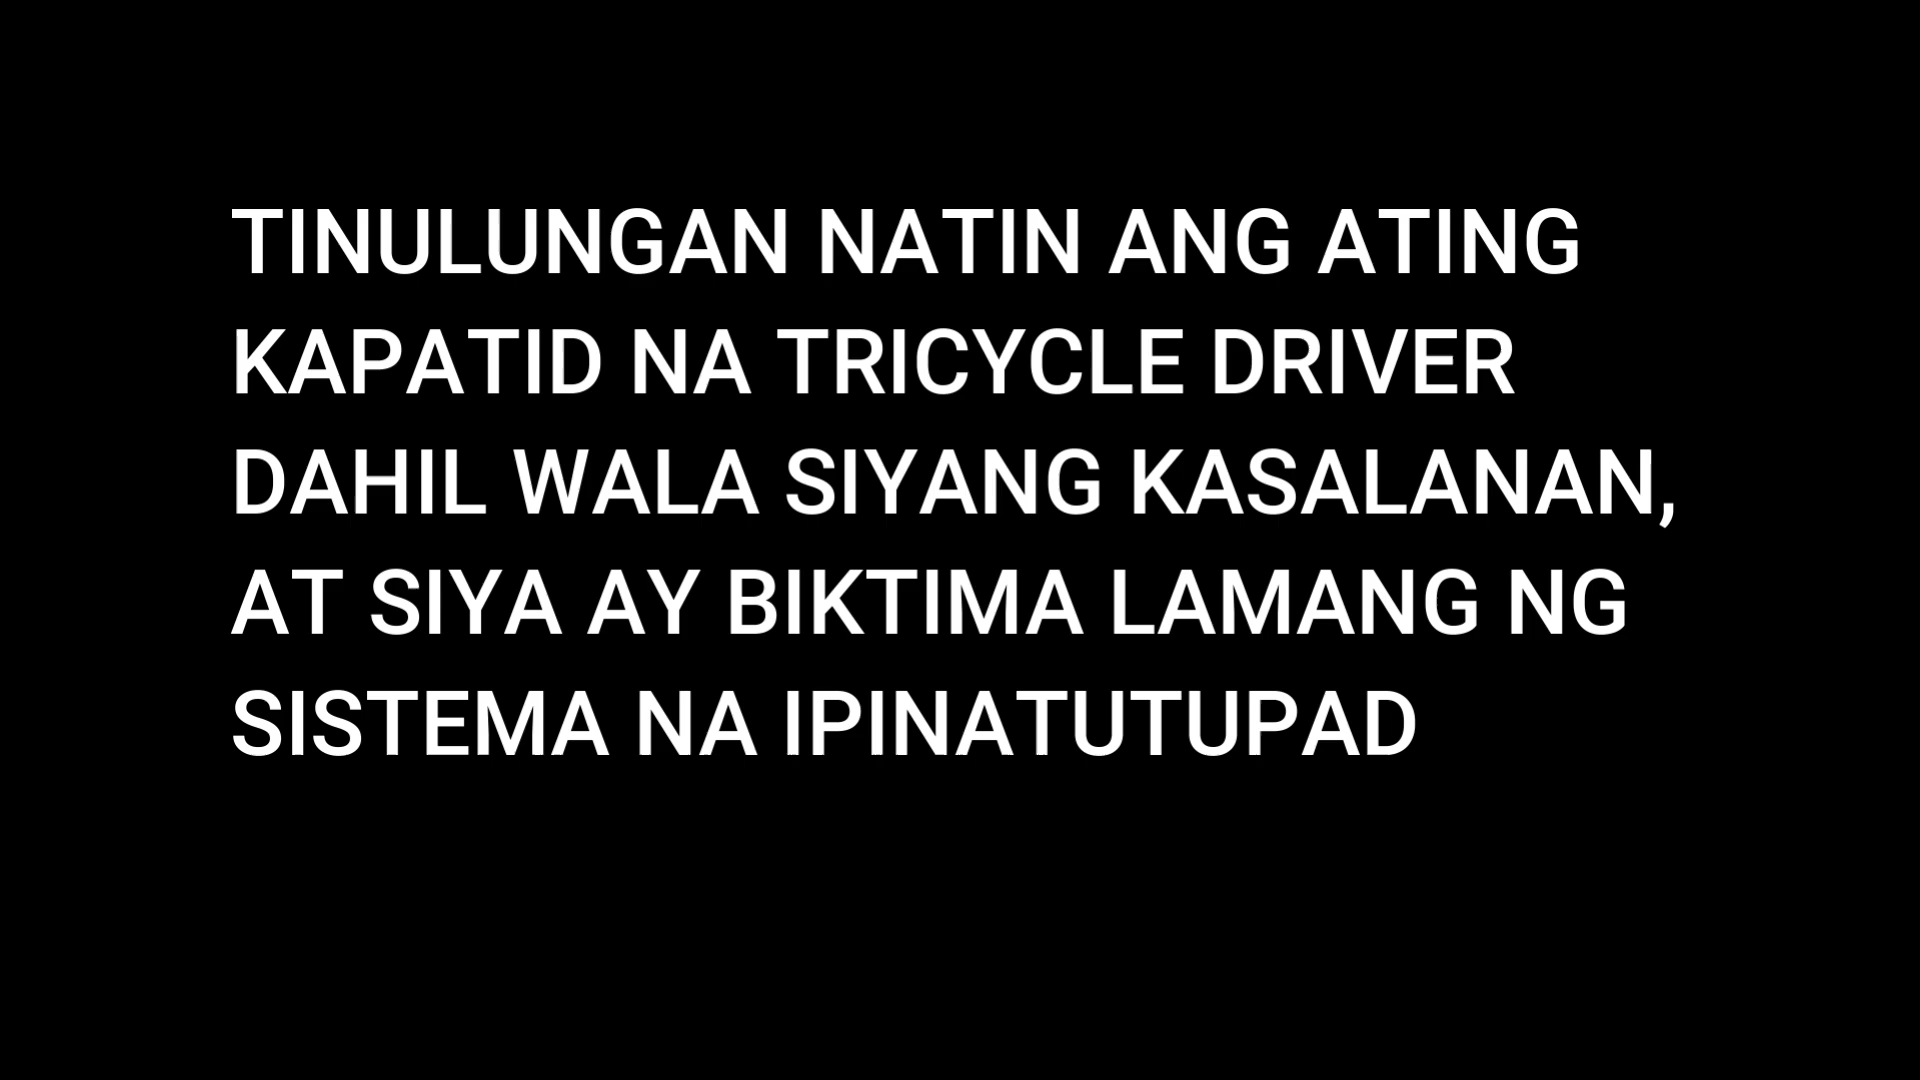 TINULUNGAN NATIN ANG ATING
KAPATID NA TRICYCLE DRIVER
DAHIL WALA SIYANG KASALANAN,
AT SIYA AY BIKTIMA LAMANG NG
SISTEMA NA IPINATUTUPAD